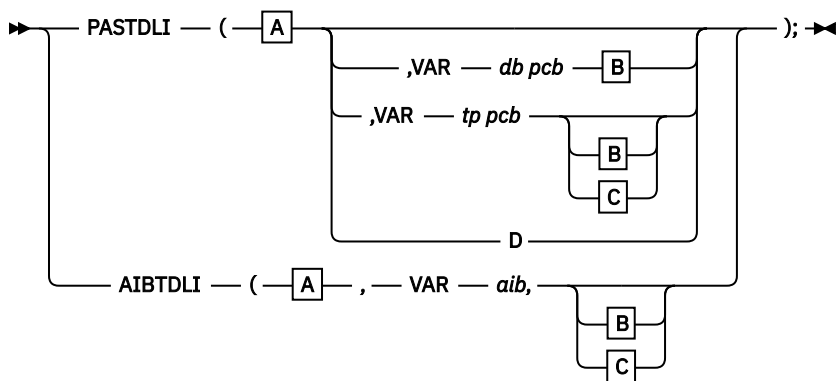 PASTDLI ( A );
,VAR db pcb B
,VAR tp pcb
B
C
D
AIBTDLI ( A , VAR aib,
B
C